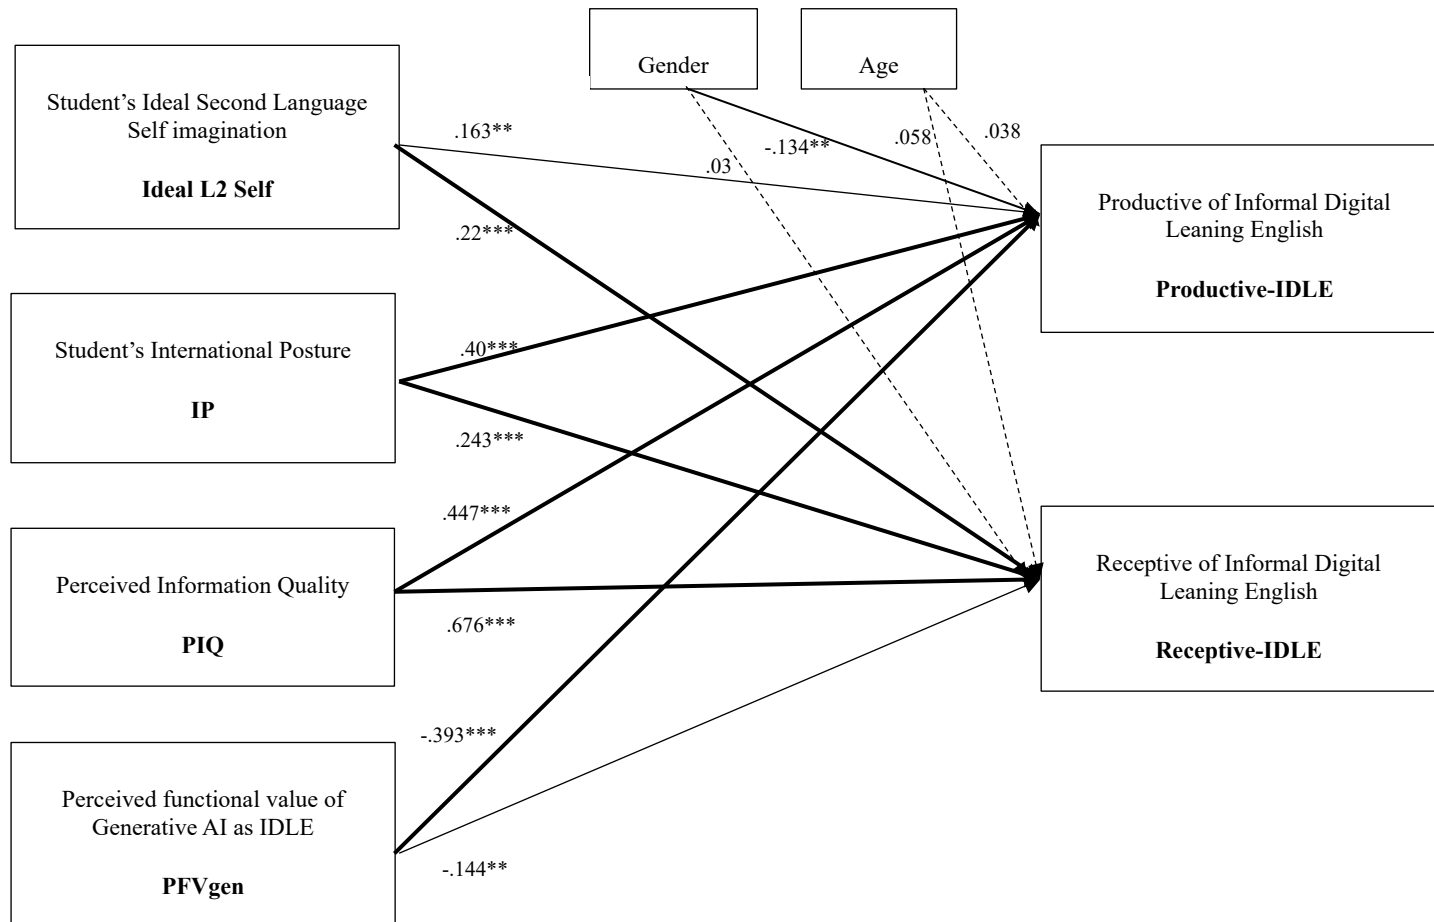 Gender
Age
Student’s Ideal Second Language
Self imagination
Ideal L2 Self
.163**
-.134**
.058
.038
.03
.22***
Productive of Informal Digital
Leaning English
Productive-IDLE
Student’s International Posture
IP
.40***
.243***
Perceived Information Quality
PIQ
.447***
.676***
Receptive of Informal Digital
Leaning English
Receptive-IDLE
Perceived functional value of
Generative AI as IDLE
PFVgen
-.393***
-.144**